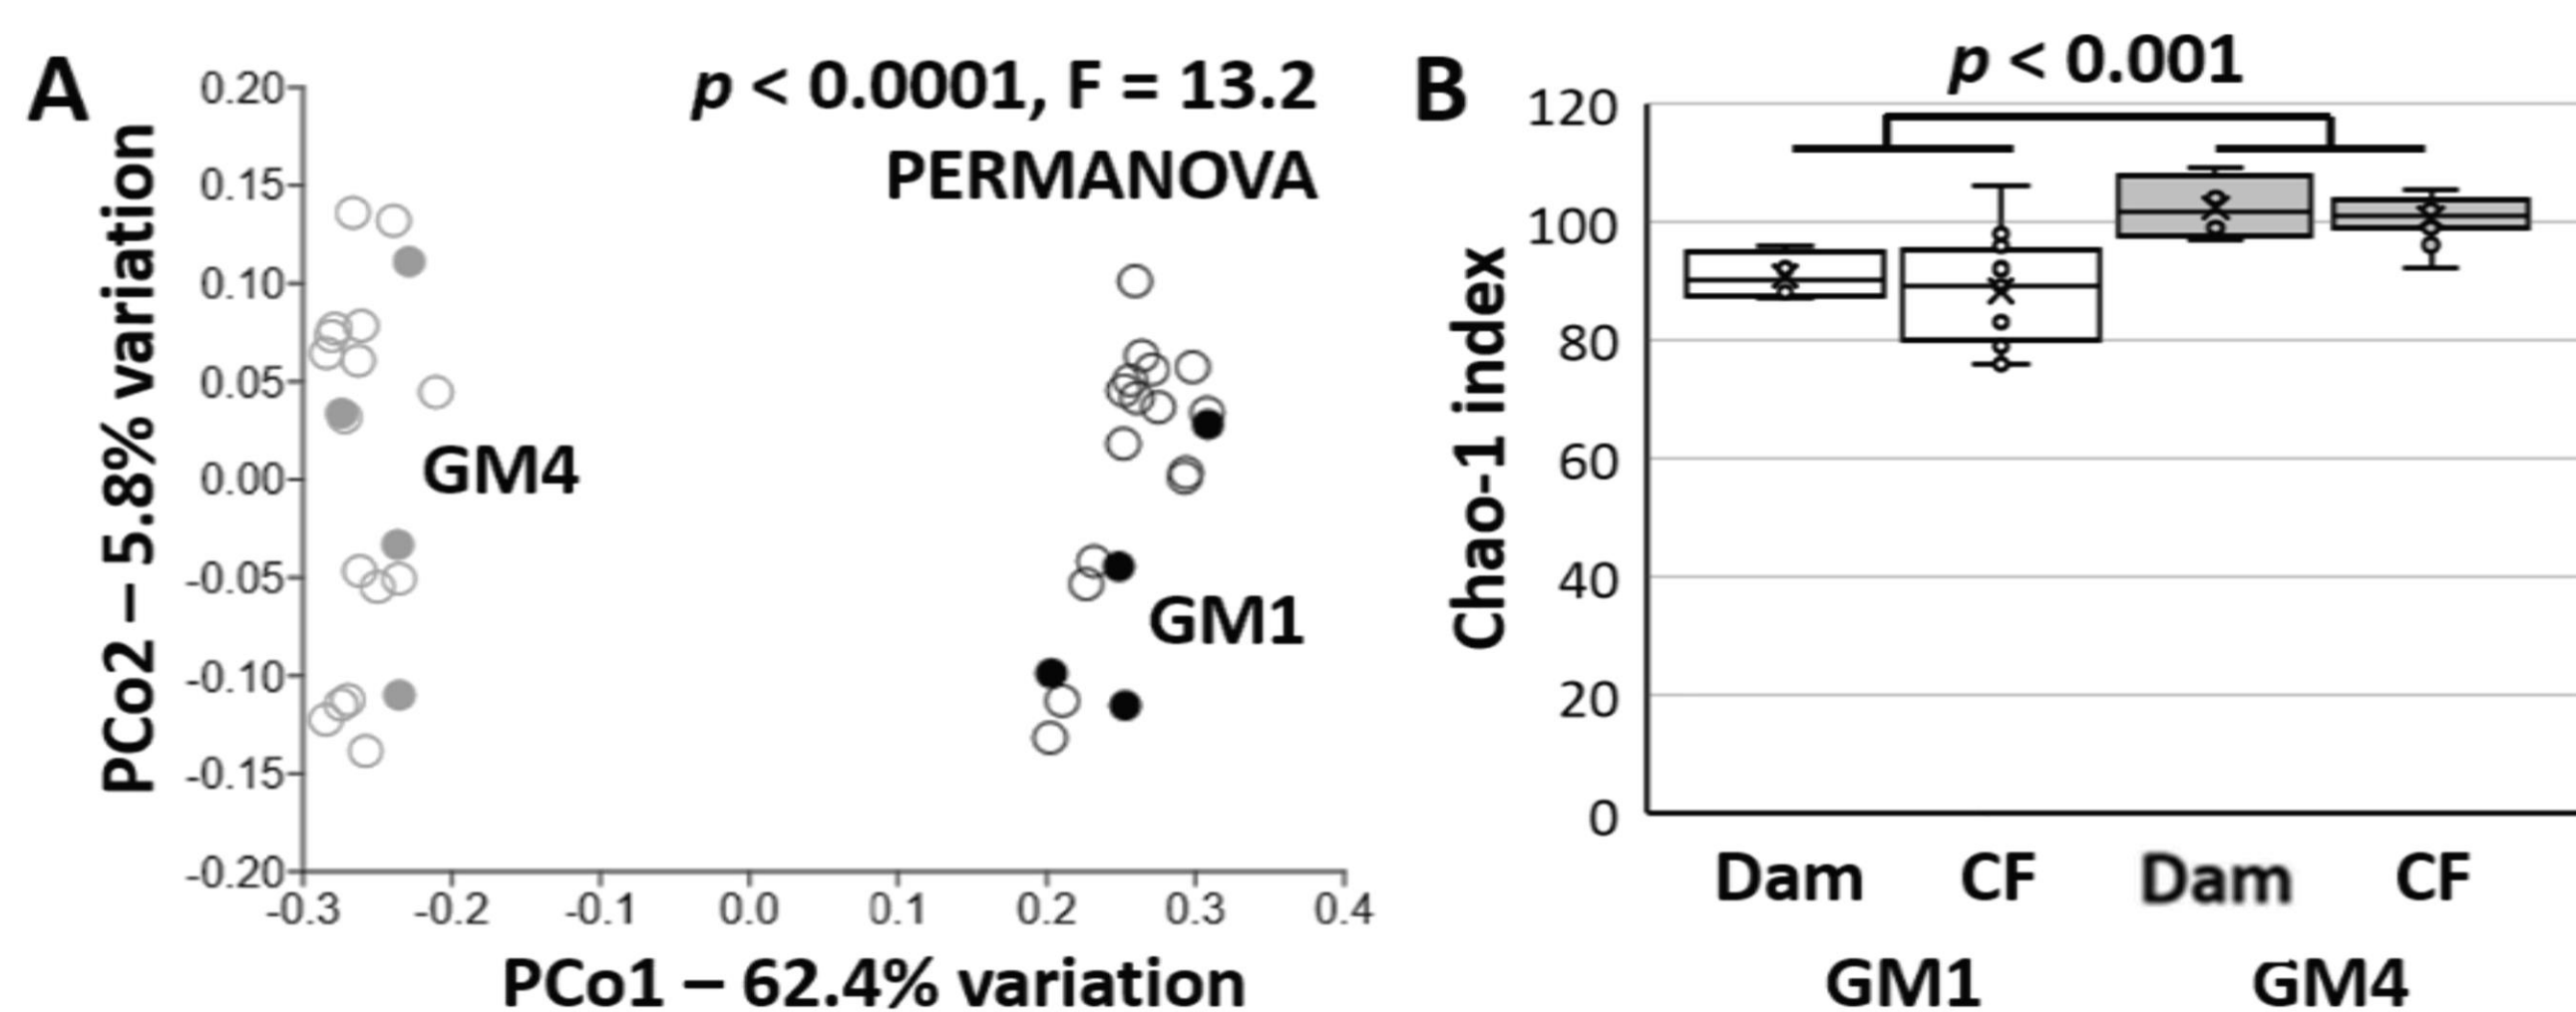 A
p < 0.0001, F = 13.2
PERMANOVA
PCo2 – 5.8% variation
0.20
0.15
0.10
0.05
0.00
-0.05
-0.10
-0.15
-0.20
GM4
GM1
-0.3 -0.2 -0.1 0.0 0.1 0.2 0.3 0.4
PCo1 – 62.4% variation
B
p < 0.001
Chao-1 index
120
100
80
60
40
20
0
Dam CF Dam CF
GM1 GM4